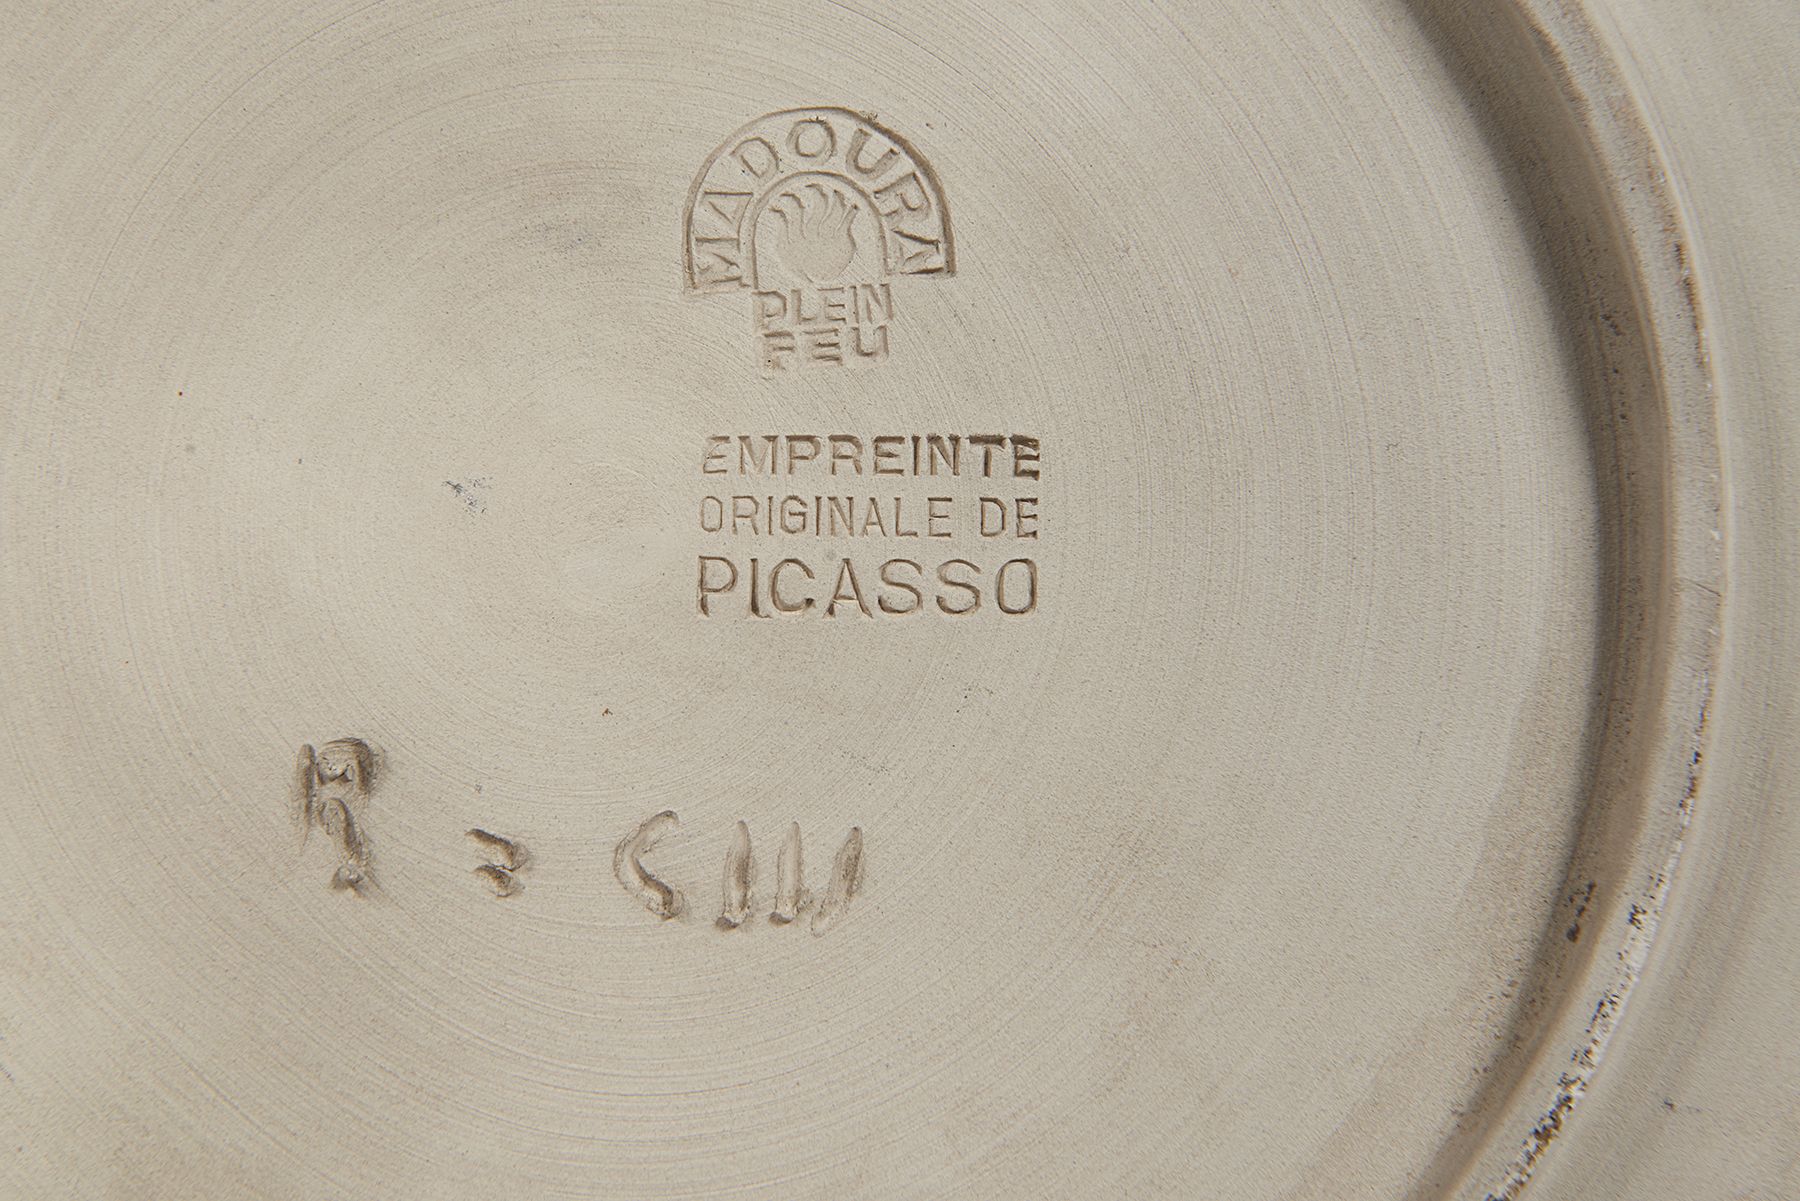 MADOURA
PLEIN
FEU
EMPREINTE
ORIGINALE DE
PICASSO